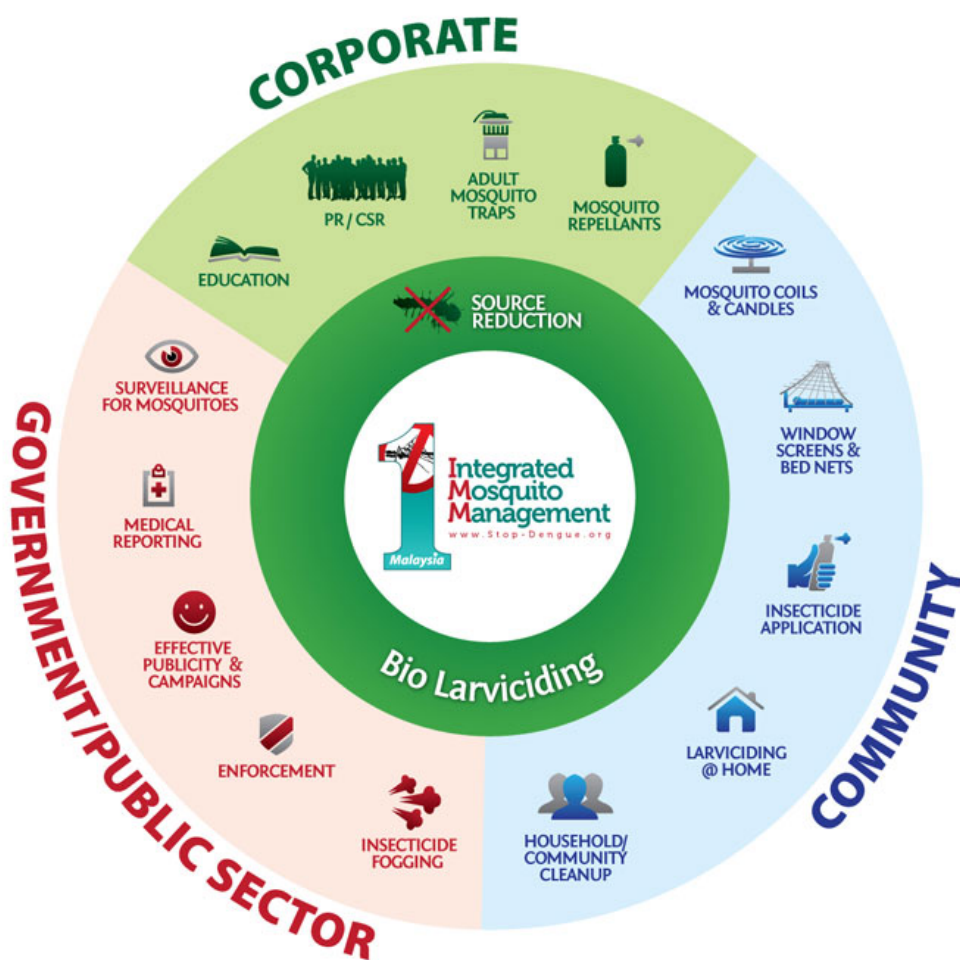 CORPORATE
EDUCATION
PR / CSR
ADULT
MOSQUITO
TRAPS
MOSQUITO
REPELLANTS
COMMUNITY
MOSQUITO COILS
& CANDLES
WINDOW
SCREENS &
BED NETS
INSECTICIDE
APPLICATION
LARVICIDING
@ HOME
HOUSEHOLD/
COMMUNITY
CLEANUP
GOVERNMENT/PUBLIC SECTOR
SURVEILLANCE
FOR MOSQUITOES
MEDICAL
REPORTING
EFFECTIVE
PUBLICITY &
CAMPAIGNS
ENFORCEMENT
INSECTICIDE
FOGGING
SOURCE
REDUCTION
1
Malaysia
Integrated
Mosquito
Management
www.Stop-Dengue.org
Bio Larviciding